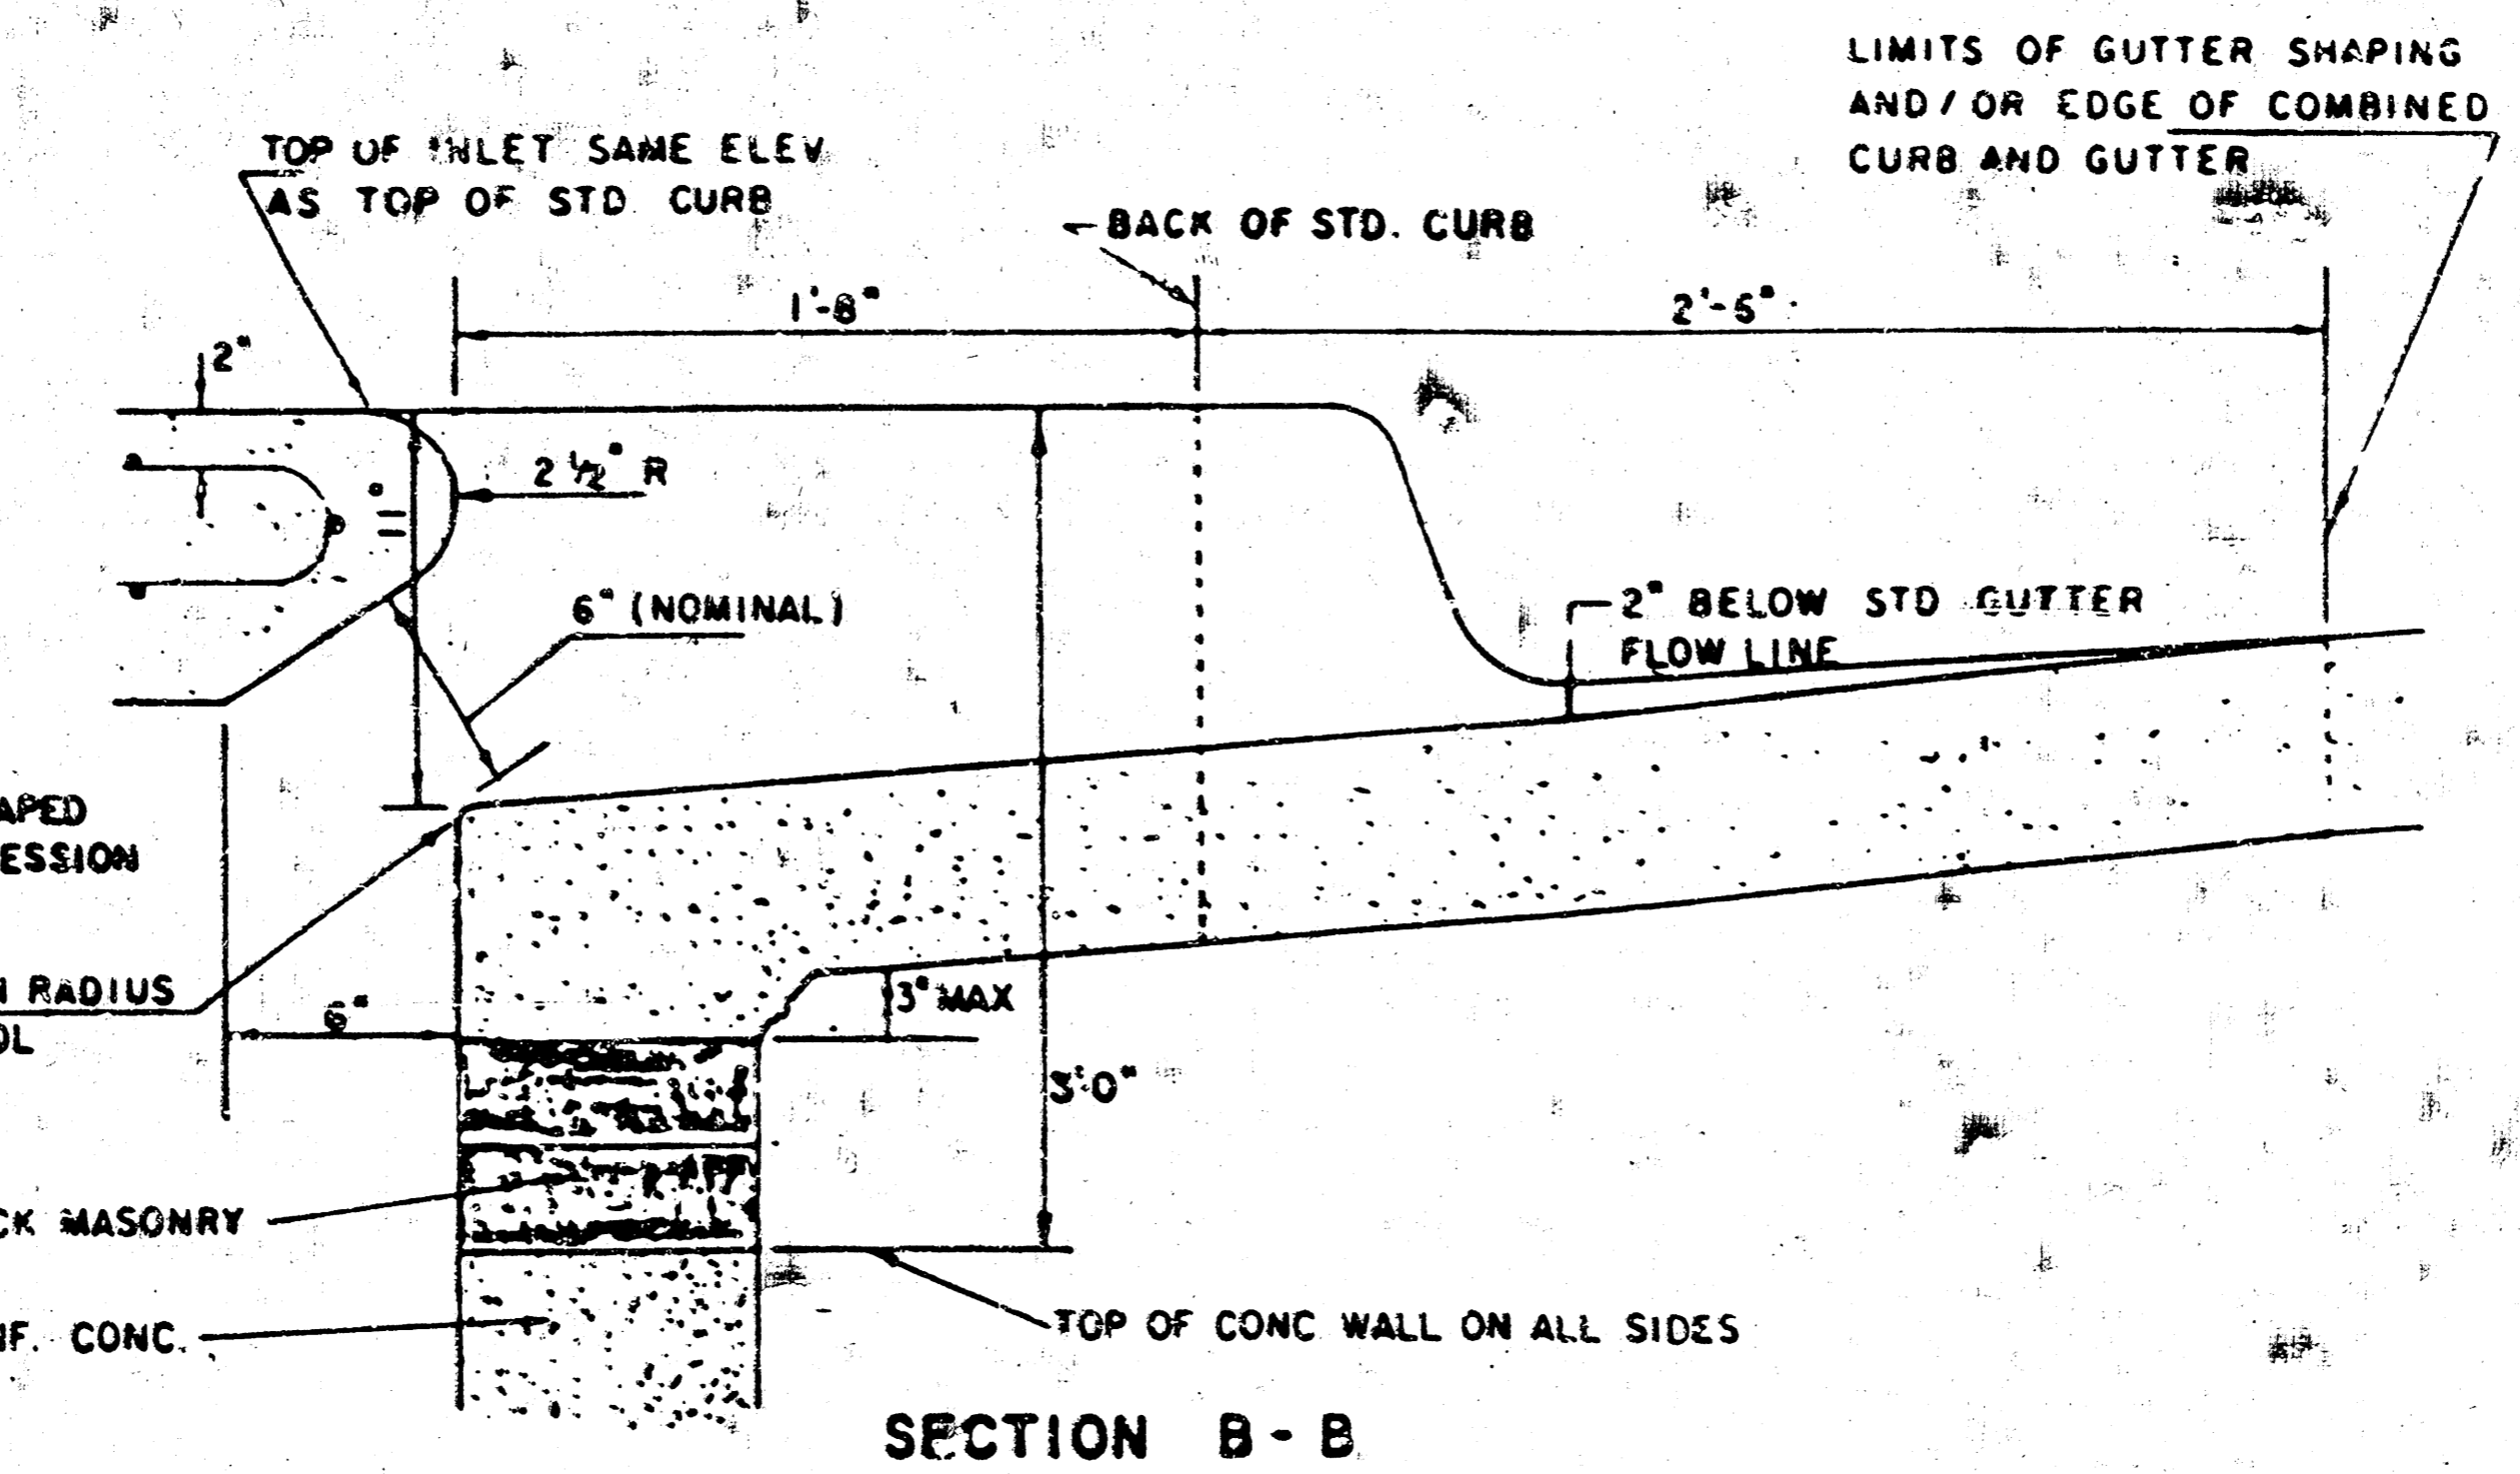 LIMITS OF GUTTER SHAPING
AND/OR EDGE OF COMBINED
CURB AND GUTTER
TOP OF INLET SAME ELEV
AS TOP OF STD. CURB
BACK OF STD. CURB
1'-8"
2'-5"
2"
2 1/2" R
6" (NOMINAL)
2" BELOW STD GUTTER
FLOW LINE
APED
ESSION
RADIUS
OL
6"
3" MAX
3'-0"
CK MASONRY
TOP OF CONC WALL ON ALL SIDES
NF. CONC.
SECTION B-B